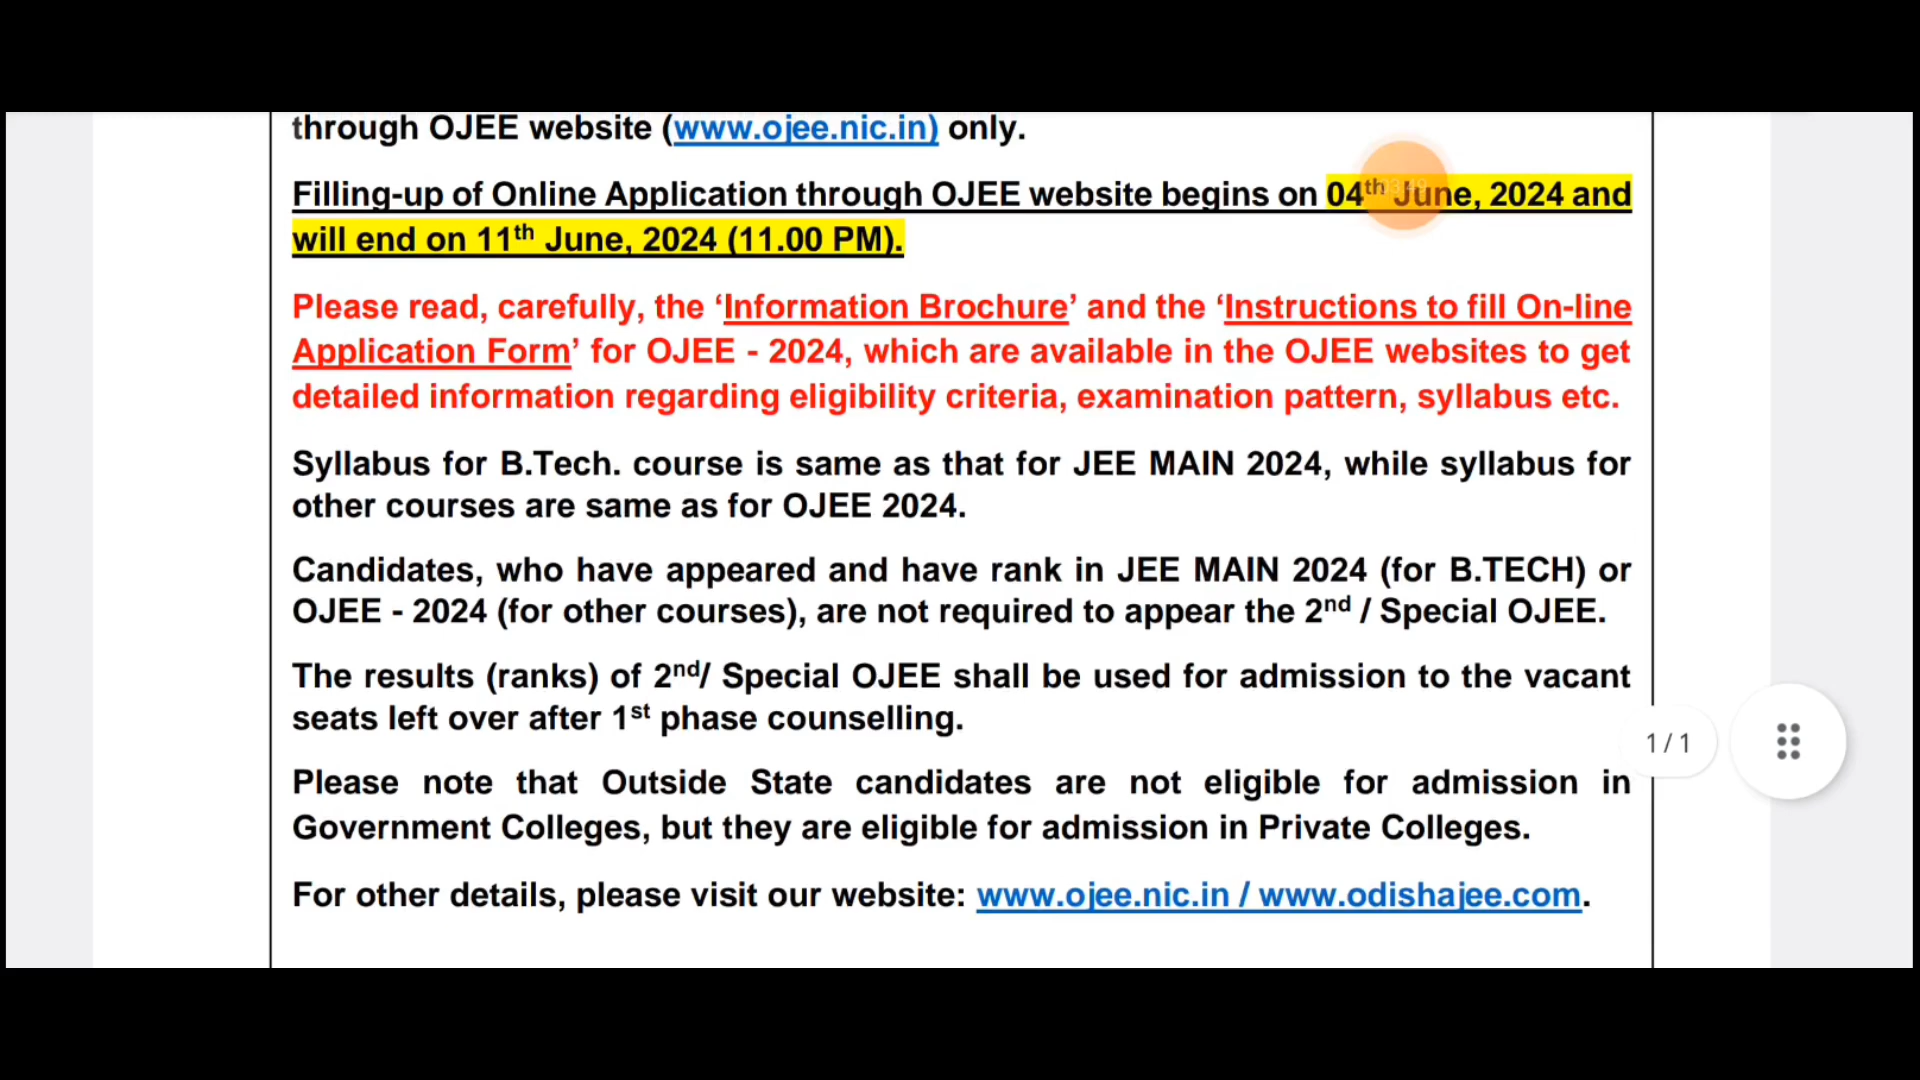 through OJEE website (www.ojee.nic.in) only.
Filling-up of Online Application through OJEE website begins on 04th June, 2024 and
will end on 11th June, 2024 (11.00 PM).
Please read, carefully, the ‘Information Brochure’ and the ‘Instructions to fill On-line
Application Form’ for OJEE - 2024, which are available in the OJEE websites to get
detailed information regarding eligibility criteria, examination pattern, syllabus etc.
Syllabus for B.Tech. course is same as that for JEE MAIN 2024, while syllabus for
other courses are same as for OJEE 2024.
Candidates, who have appeared and have rank in JEE MAIN 2024 (for B.TECH) or
OJEE - 2024 (for other courses), are not required to appear the 2nd / Special OJEE.
The results (ranks) of 2nd/ Special OJEE shall be used for admission to the vacant
seats left over after 1st phase counselling.
1 / 1
Please note that Outside State candidates are not eligible for admission in
Government Colleges, but they are eligible for admission in Private Colleges.
For other details, please visit our website: www.ojee.nic.in / www.odishajee.com.